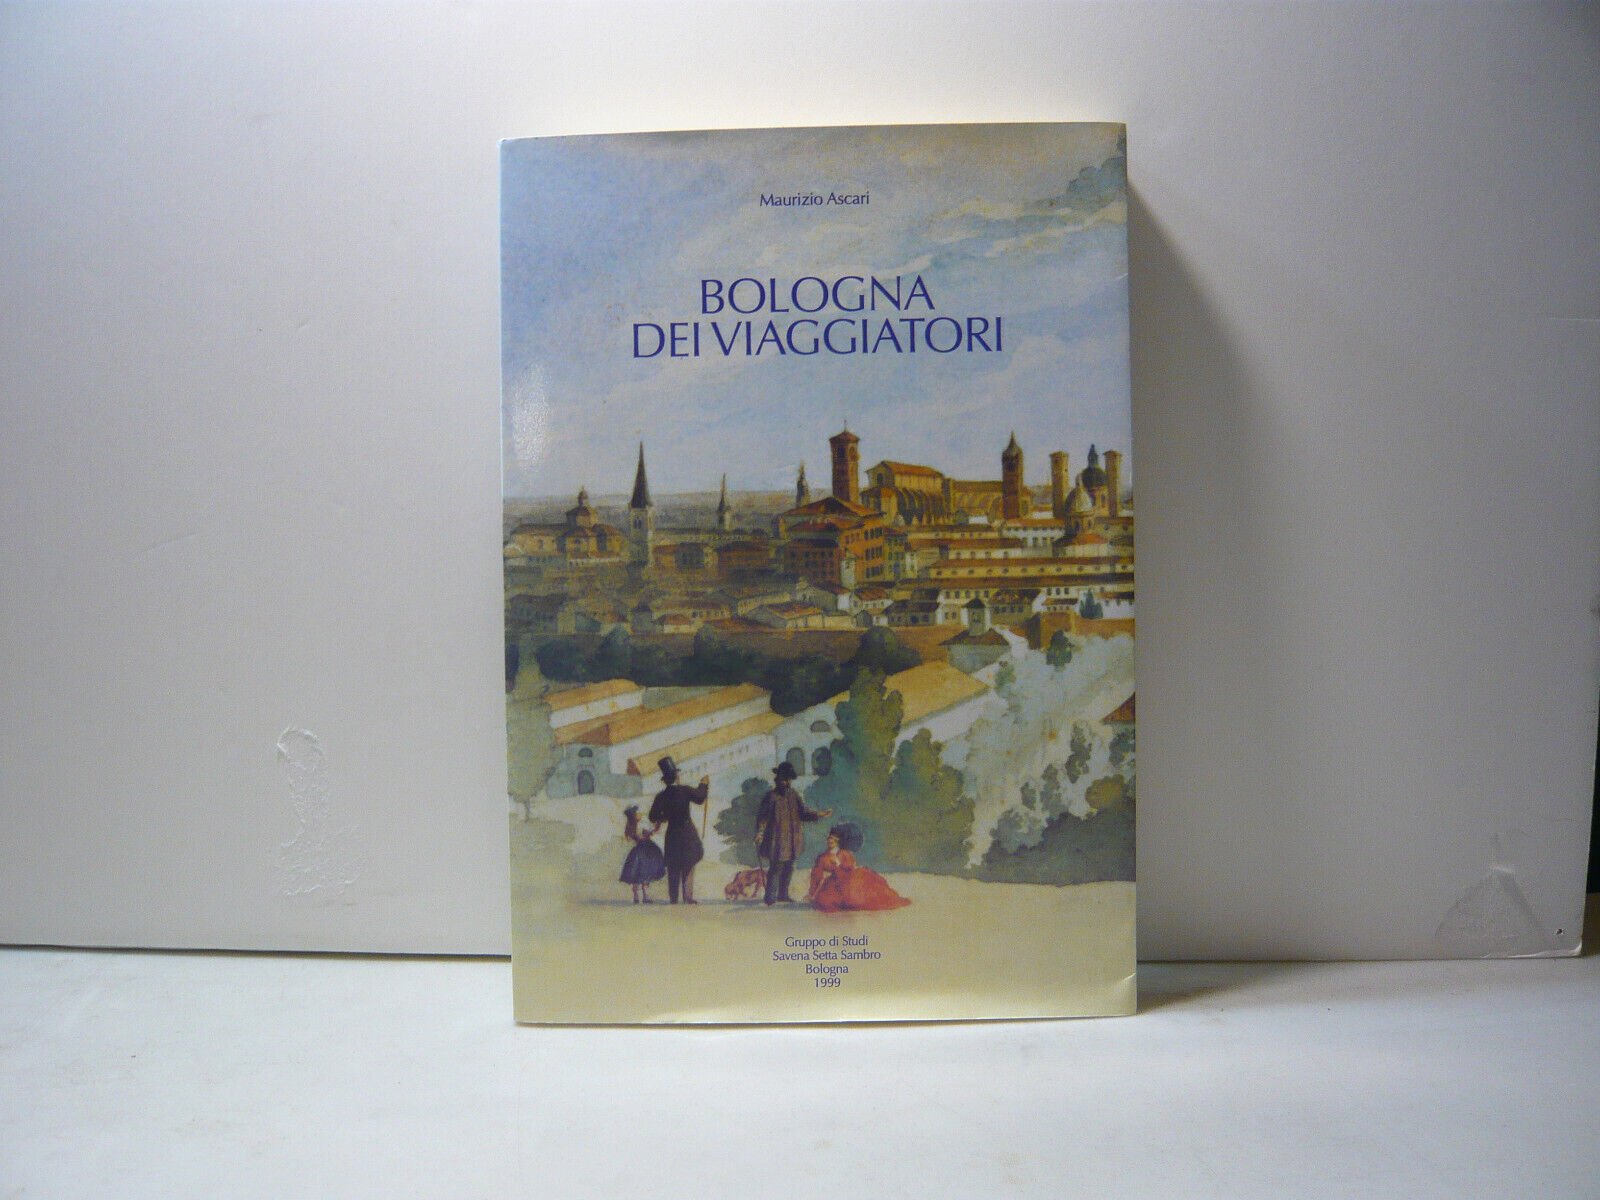 Maurizio Ascari
BOLOGNA
DEI VIAGGIATORI
Gruppo di Studi
Savena Setta Sambro
Bologna
1999